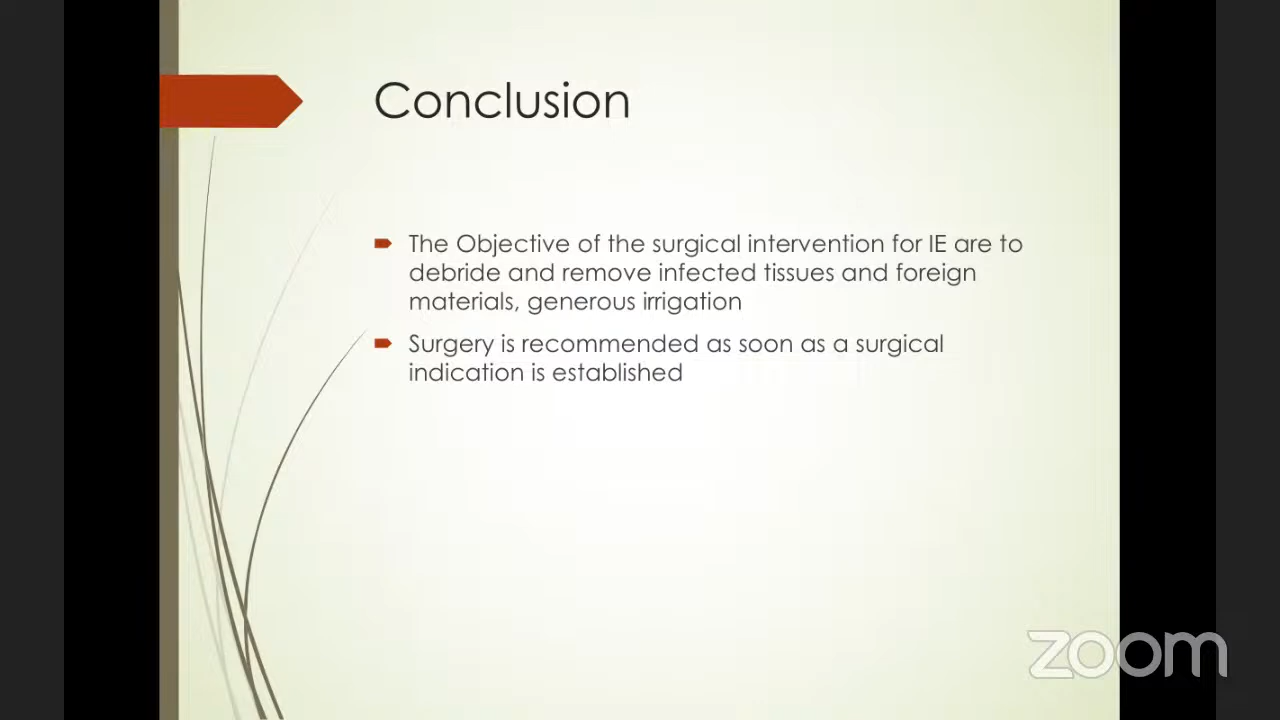 Conclusion
The Objective of the surgical intervention for IE are to
debride and remove infected tissues and foreign
materials, generous irrigation
Surgery is recommended as soon as a surgical
indication is established
zoom